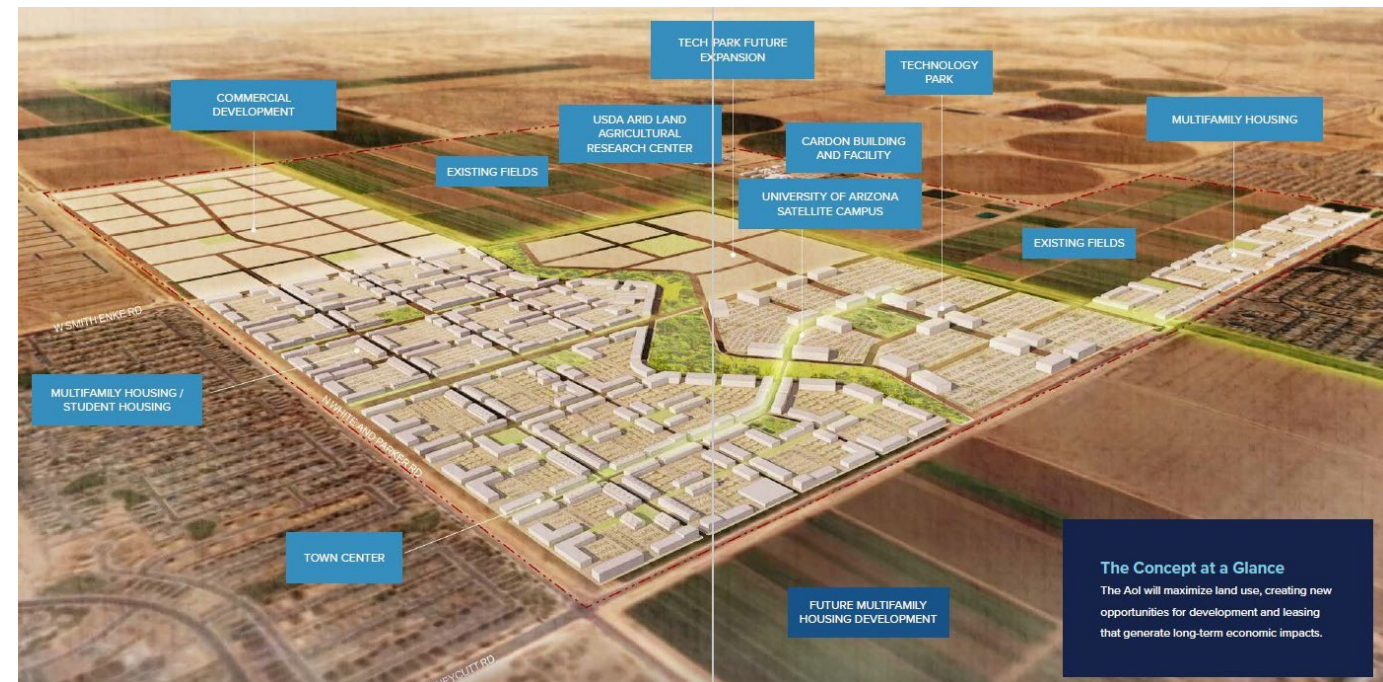 TECH PARK FUTURE
EXPANSION
TECHNOLOGY
PARK
COMMERCIAL
DEVELOPMENT
USDA ARID LAND
AGRICULTURAL
RESEARCH CENTER
MULTIFAMILY HOUSING
CARDON BUILDING
AND FACILITY
EXISTING FIELDS
UNIVERSITY OF ARIZONA
SATELLITE CAMPUS
EXISTING FIELDS
W SMITH ENKE RD
MULTIFAMILY HOUSING /
STUDENT HOUSING
N WHITE AND PARKER RD
TOWN CENTER
The Concept at a Glance
The AoI will maximize land use, creating new
opportunities for development and leasing
that generate long-term economic impacts.
FUTURE MULTIFAMILY
HOUSING DEVELOPMENT
RD